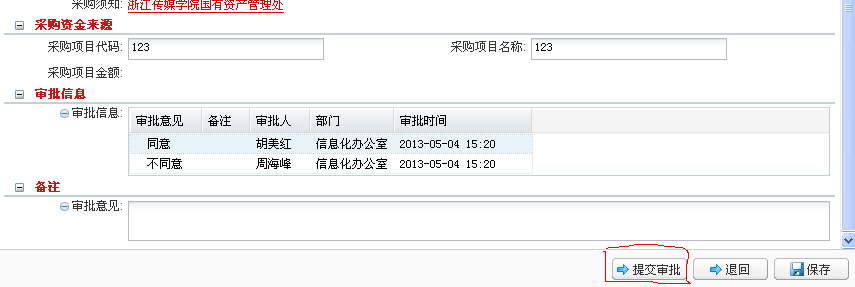 采购须知: 浙江传媒学院国有资产管理处
采购资金来源
采购项目代码: 123 采购项目名称: 123
采购项目金额:
审批信息
审批信息: 审批意见 备注 审批人 部门 审批时间
同意 胡美红 信息化办公室 2013-05-04 15:20
不同意 周海峰 信息化办公室 2013-05-04 15:20
备注
审批意见:
提交审批 退回 保存